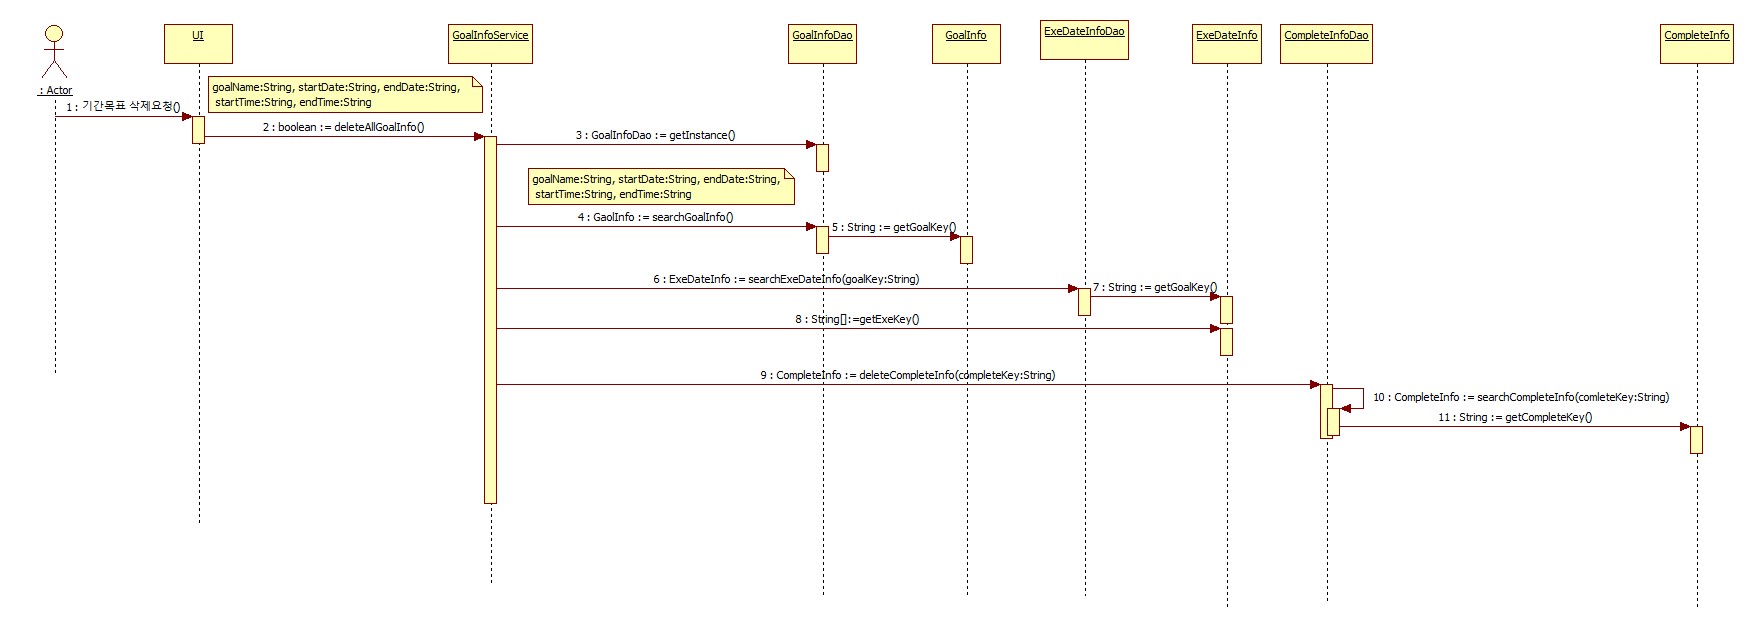 UI
GoalInfoService
GoalInfoDao
GoalInfo
ExeDateInfoDao
ExeDateInfo
CompleteInfoDao
CompleteInfo
: Actor
goalName:String, startDate:String, endDate:String,
startTime:String, endTime:String
1 : 기간목표 삭제요청()
2 : boolean := deleteAllGoalInfo()
3 : GoalInfoDao := getInstance()
goalName:String, startDate:String, endDate:String,
startTime:String, endTime:String
4 : GaolInfo := searchGoalInfo()
5 : String := getGoalKey()
6 : ExeDateInfo := searchExeDateInfo(goalKey:String)
7 : String := getGoalKey()
8 : String[]:=getExeKey()
9 : CompleteInfo := deleteCompleteInfo(completeKey:String)
10 : CompleteInfo := searchCompleteInfo(comleteKey:String)
11 : String := getCompleteKey()